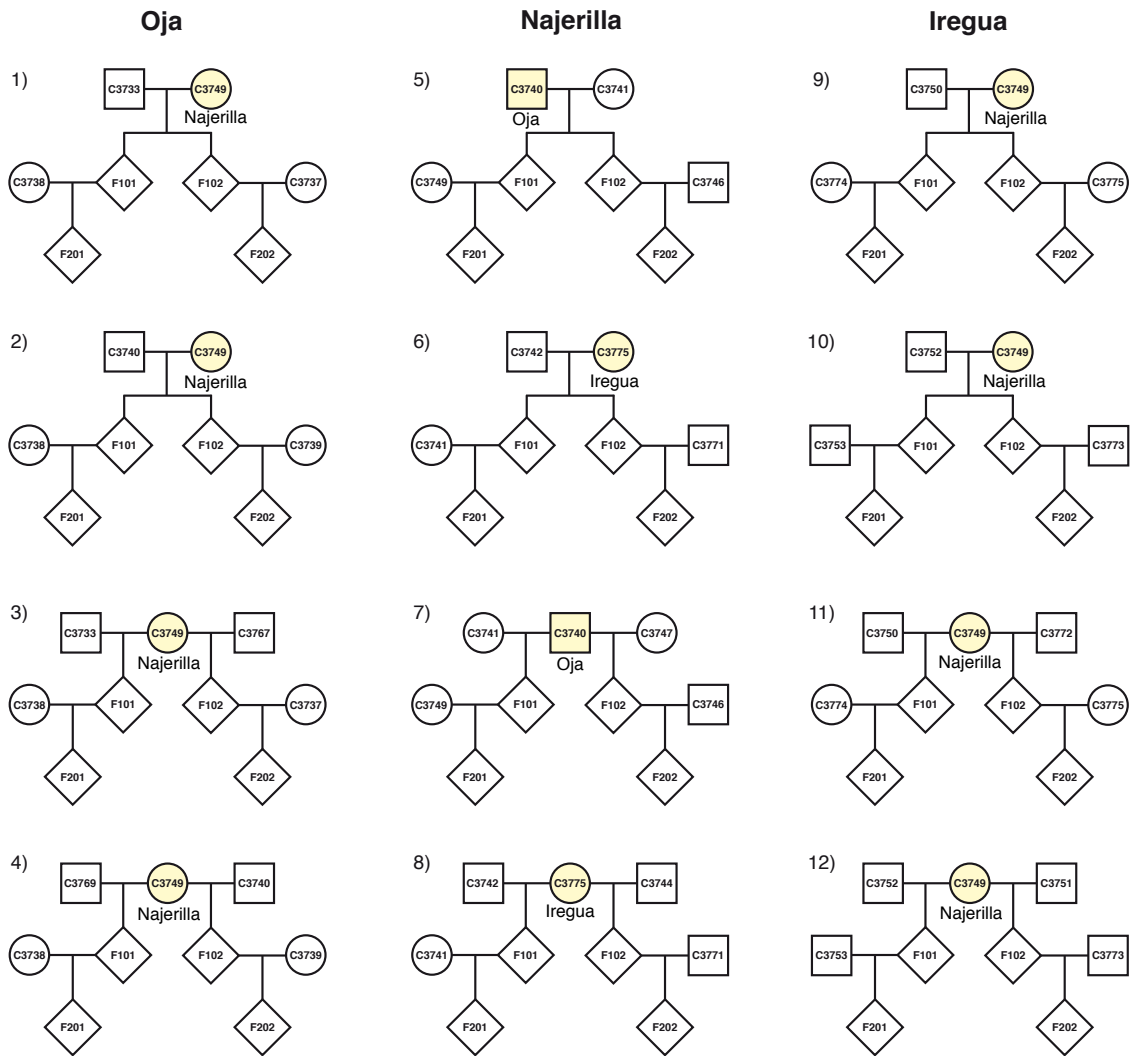 Oja
Najerilla
Iregua
1)
C3733
C3749
Najerilla
C3738
F101
F102
C3737
F201
F202
5)
C3740
C3741
Oja
C3749
F101
F102
C3746
F201
F202
9)
C3750
C3749
Najerilla
C3774
F101
F102
C3775
F201
F202
2)
C3740
C3749
Najerilla
C3738
F101
F102
C3739
F201
F202
6)
C3742
C3775
Iregua
C3741
F101
F102
C3771
F201
F202
10)
C3752
C3749
Najerilla
C3753
F101
F102
C3773
F201
F202
3)
C3733
C3749
C3767
Najerilla
C3738
F101
F102
C3737
F201
F202
7)
C3741
C3740
C3747
Oja
C3749
F101
F102
C3746
F201
F202
11)
C3750
C3749
C3772
Najerilla
C3774
F101
F102
C3775
F201
F202
4)
C3769
C3749
C3740
Najerilla
C3738
F101
F102
C3739
F201
F202
8)
C3742
C3775
C3744
Iregua
C3741
F101
F102
C3771
F201
F202
12)
C3752
C3749
C3751
Najerilla
C3753
F101
F102
C3773
F201
F202